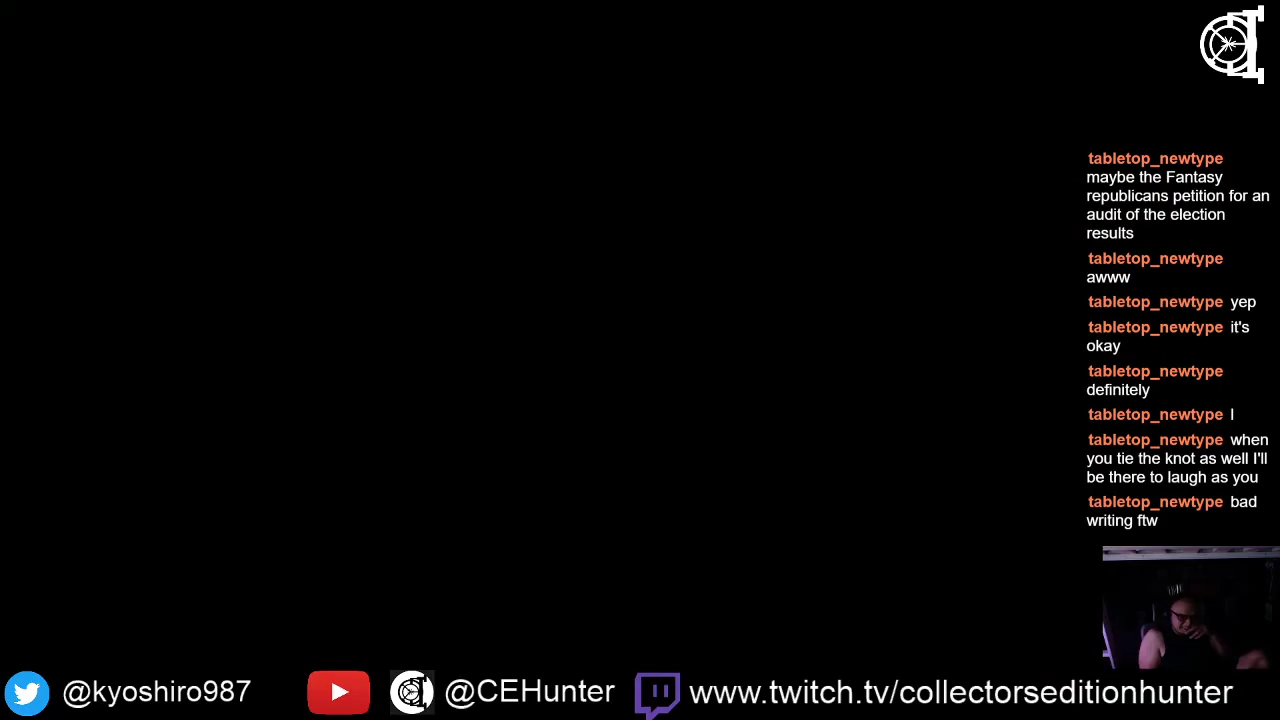 tabletop_newtype
maybe the Fantasy
republicans petition for an
audit of the election
results
tabletop_newtype
awww
tabletop_newtype yep
tabletop_newtype it's
okay
tabletop_newtype
definitely
tabletop_newtype I
tabletop_newtype when
you tie the knot as well I'll
be there to laugh as you
tabletop_newtype bad
writing ftw
@kyoshiro987
@CEHunter
www.twitch.tv/collectorseditionhunter